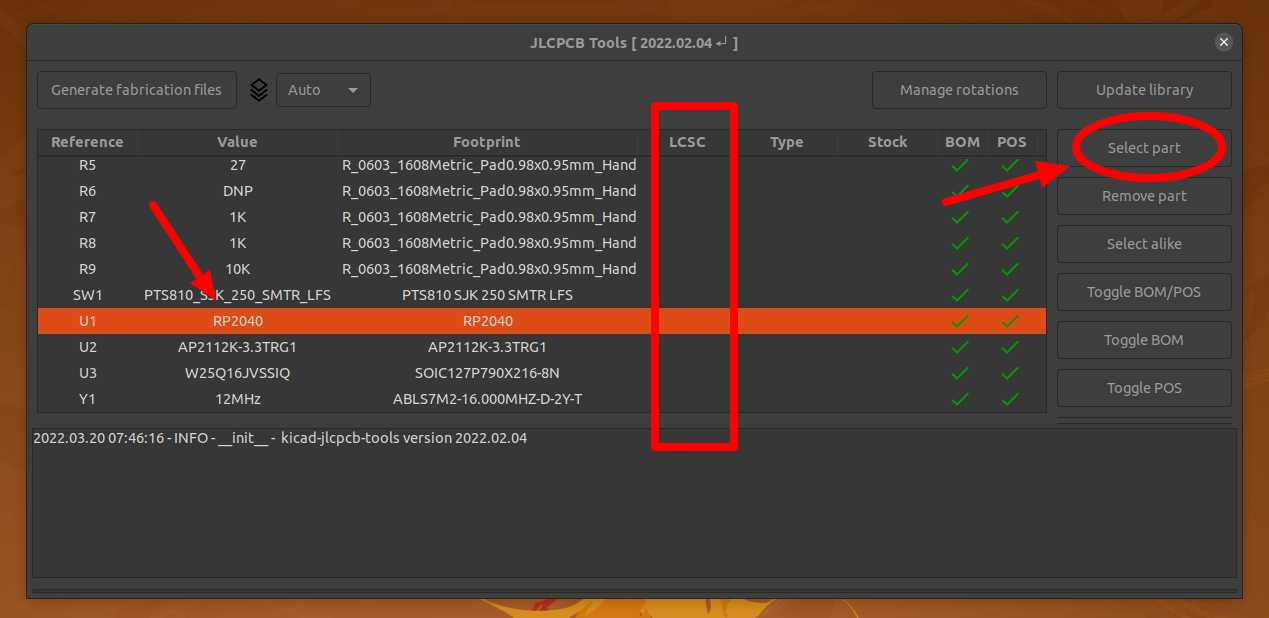 JLCPCB Tools [ 2022.02.04 ↵ ]
Generate fabrication files Auto Manage rotations Update library
Reference Value Footprint LCSC Type Stock BOM POS
R5 27 R_0603_1608Metric_Pad0.98x0.95mm_Hand
R6 DNP R_0603_1608Metric_Pad0.98x0.95mm_Hand
R7 1K R_0603_1608Metric_Pad0.98x0.95mm_Hand
R8 1K R_0603_1608Metric_Pad0.98x0.95mm_Hand
R9 10K R_0603_1608Metric_Pad0.98x0.95mm_Hand
SW1 PTS810_SJK_250_SMTR_LFS PTS810 SJK 250 SMTR LFS
U1 RP2040 RP2040
U2 AP2112K-3.3TRG1 AP2112K-3.3TRG1
U3 W25Q16JVSSIQ SOIC127P790X216-8N
Y1 12MHz ABLS7M2-16.000MHZ-D-2Y-T
Select part
Remove part
Select alike
Toggle BOM/POS
Toggle BOM
Toggle POS
2022.03.20 07:46:16 - INFO - __init__ - kicad-jlcpcb-tools version 2022.02.04